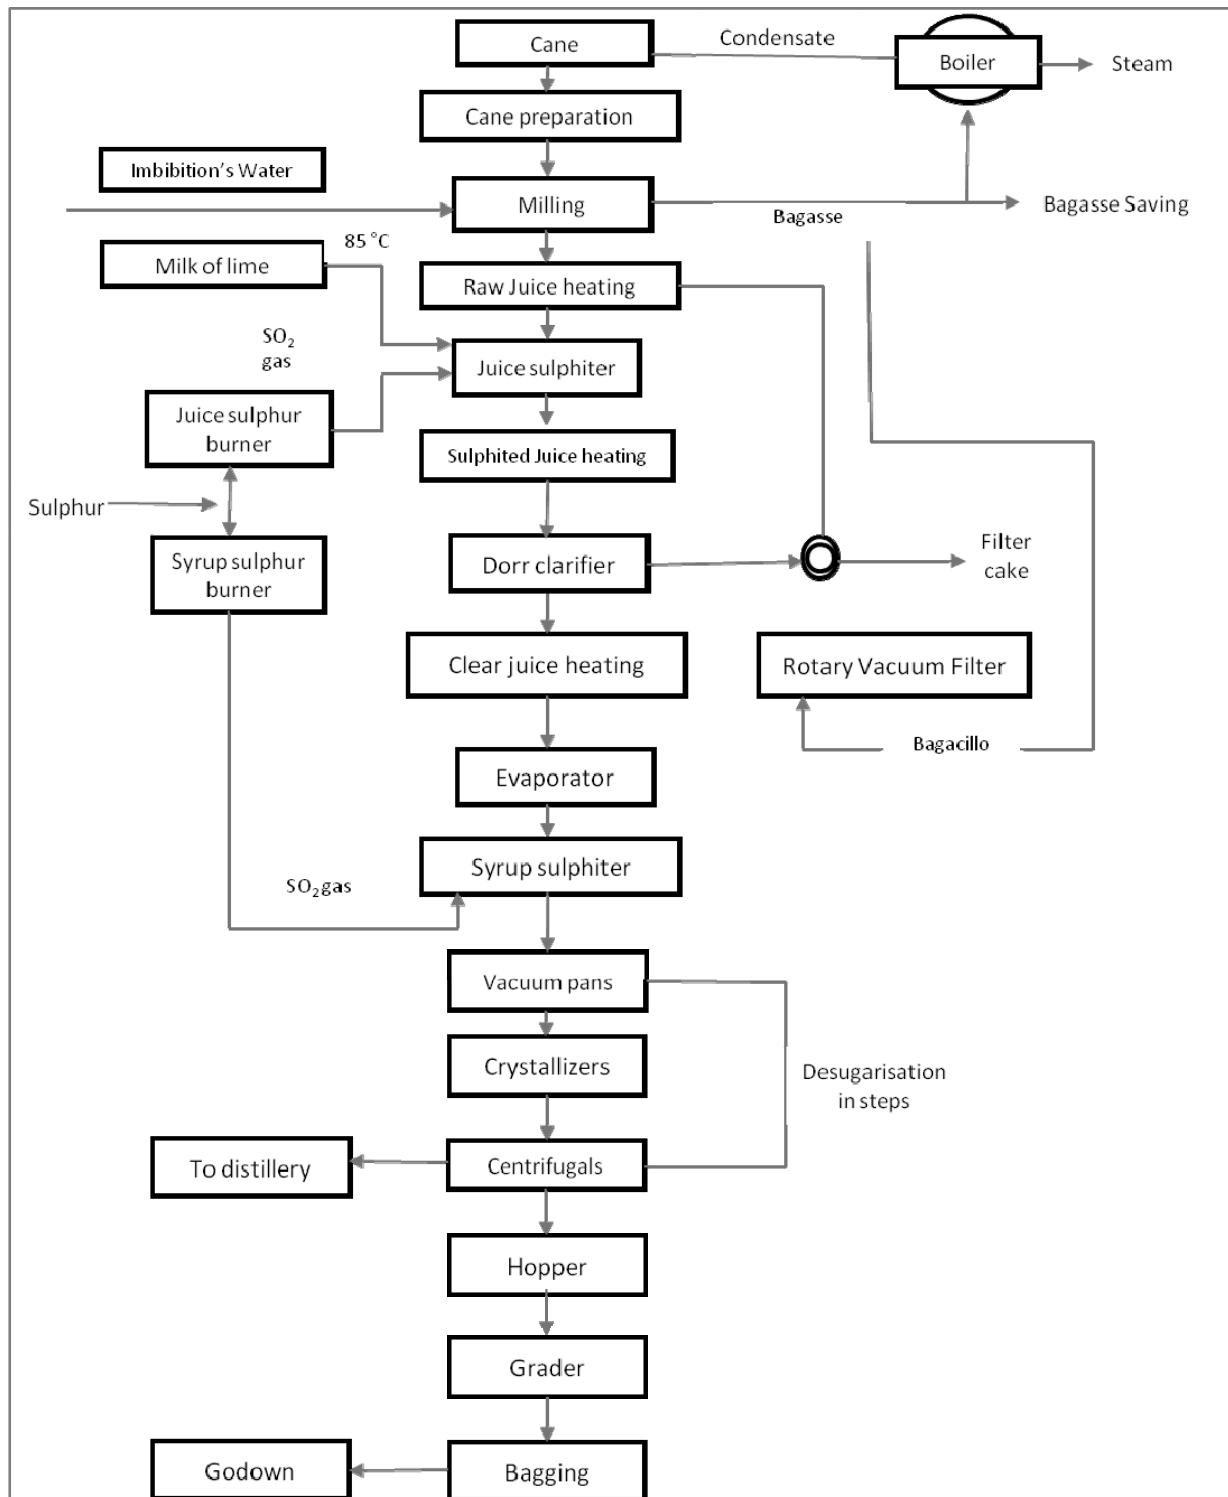 Cane
Condensate
Boiler
Steam
Cane preparation
Imbibition's Water
Milling
Bagasse
Bagasse Saving
85 °C
Milk of lime
Raw Juice heating
SO₂
gas
Juice sulphiter
Juice sulphur
burner
Sulphited Juice heating
Sulphur
Syrup sulphur
burner
Dorr clarifier
Filter
cake
Clear juice heating
Rotary Vacuum Filter
Bagacillo
Evaporator
Syrup sulphiter
SO₂gas
Vacuum pans
Crystallizers
Desugarisation
in steps
To distillery
Centrifugals
Hopper
Grader
Godown
Bagging